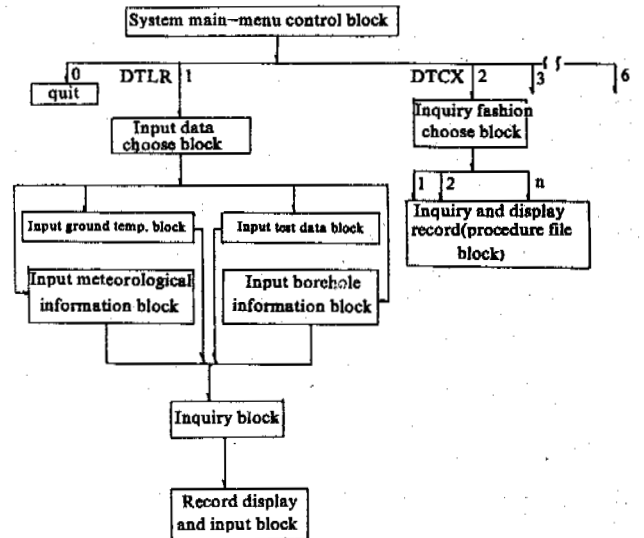 System main-menu control block
0
DTLR
1
DTCX
2
3
6
quit
Input data
choose block
Inquiry fashion
choose block
1
2
n
Input ground temp. block
Input test data block
Inquiry and display
record(procedure file
block)
Input meteorological
information block
Input borehole
information block
Inquiry block
Record display
and input block